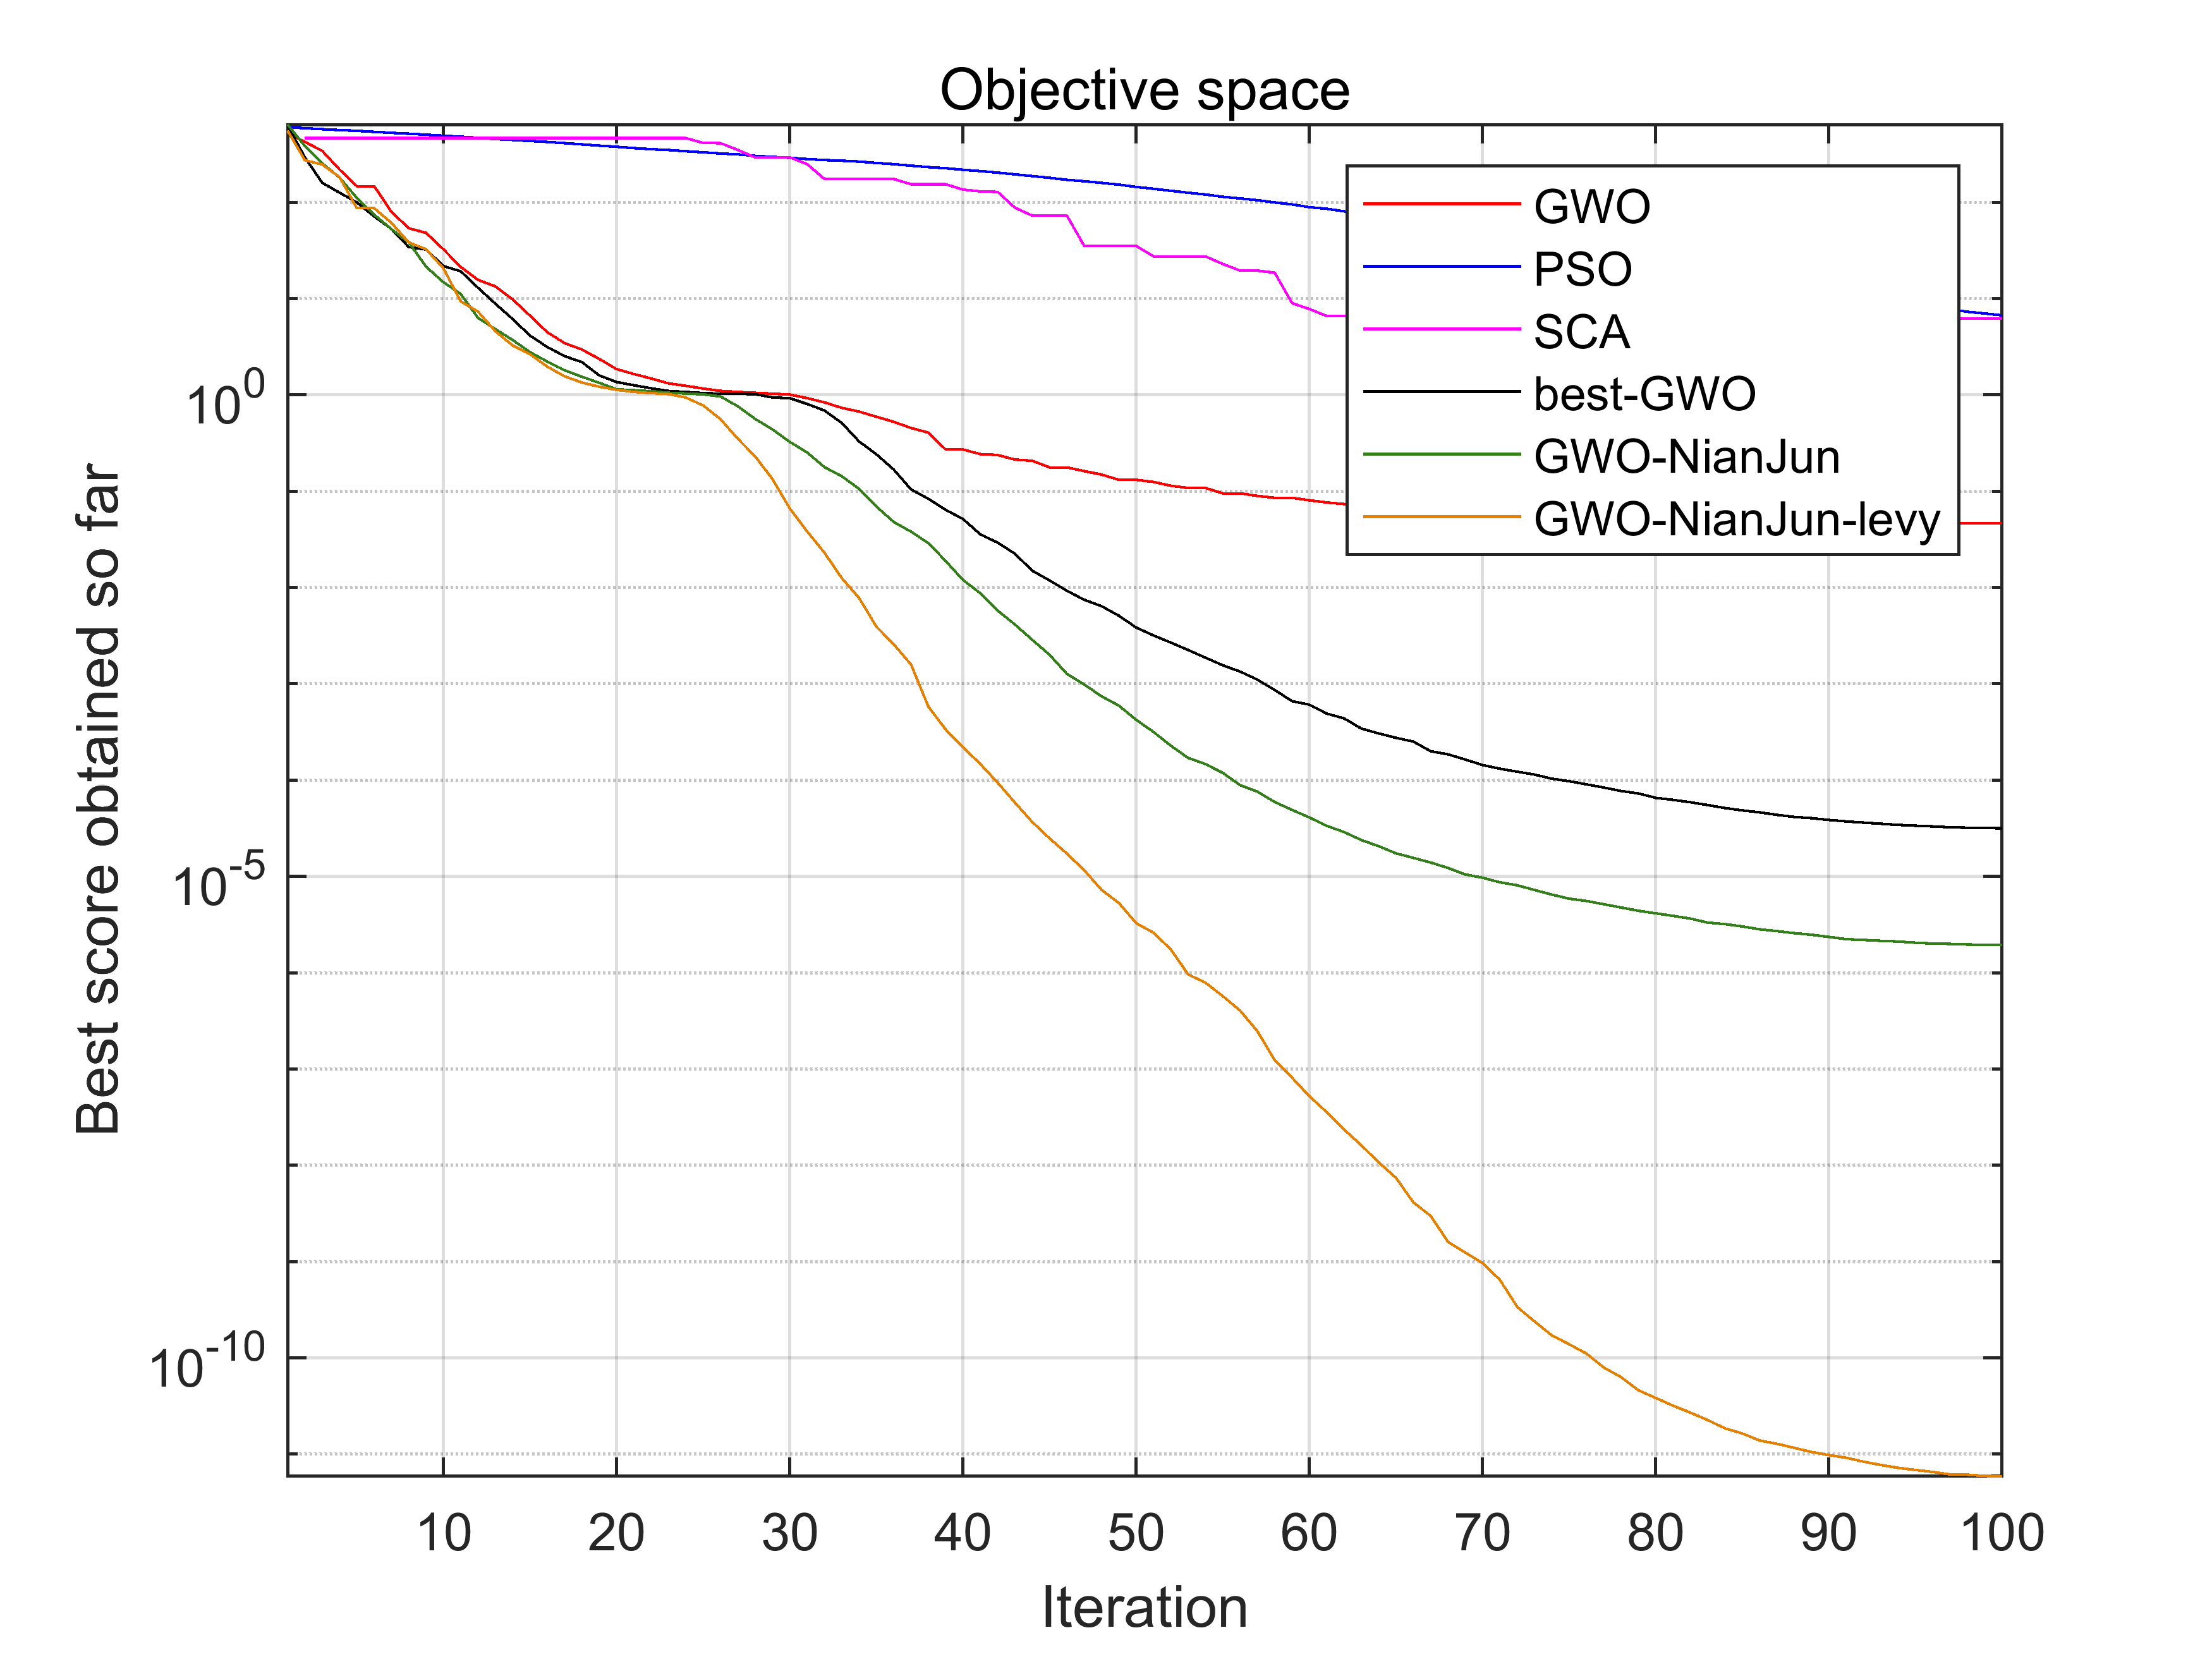 Objective space
GWO
PSO
SCA
best-GWO
GWO-NianJun
GWO-NianJun-levy
Best score obtained so far
10^0
10^-5
10^-10
10 20 30 40 50 60 70 80 90 100
Iteration